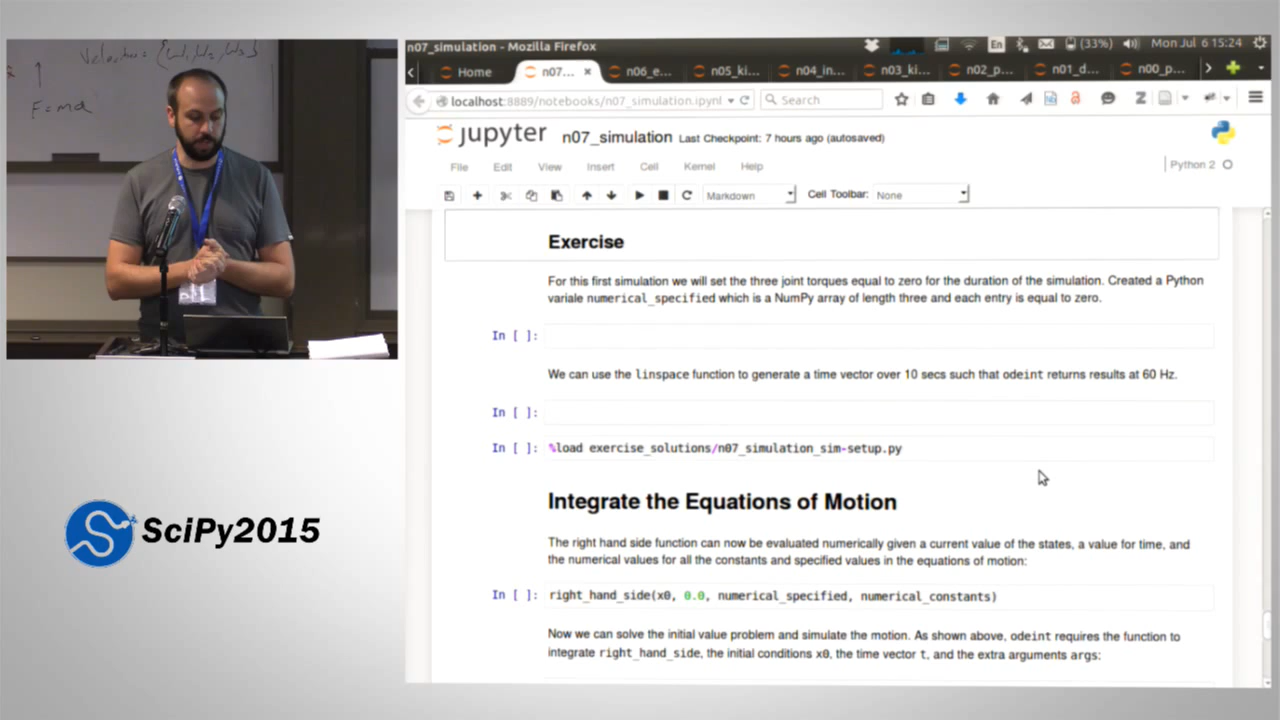 Velocities = {
F=ma
SciPy2015
n07_simulation - Mozilla Firefox
En
(33%)
Mon Jul 6 15:24
Home
n07...
n06_e...
n05_ki...
n04_in...
n03_ki...
n02_p...
n01_d...
n00_p...
localhost:8889/notebooks/n07_simulation.ipynl
Search
jupyter
n07_simulation
Last Checkpoint: 7 hours ago (autosaved)
File Edit View Insert Cell Kernel Help
Python 2
Markdown
Cell Toolbar: None
Exercise
For this first simulation we will set the three joint torques equal to zero for the duration of the simulation. Created a Python
variale numerical_specified which is a NumPy array of length three and each entry is equal to zero.
In [ ]:
We can use the linspace function to generate a time vector over 10 secs such that odeint returns results at 60 Hz.
In [ ]:
In [ ]: %load exercise_solutions/n07_simulation_sim-setup.py
Integrate the Equations of Motion
The right hand side function can now be evaluated numerically given a current value of the states, a value for time, and
the numerical values for all the constants and specified values in the equations of motion:
In [ ]: right_hand_side(x0, 0.0, numerical_specified, numerical_constants)
Now we can solve the initial value problem and simulate the motion. As shown above, odeint requires the function to
integrate right_hand_side, the initial conditions x0, the time vector t, and the extra arguments args: